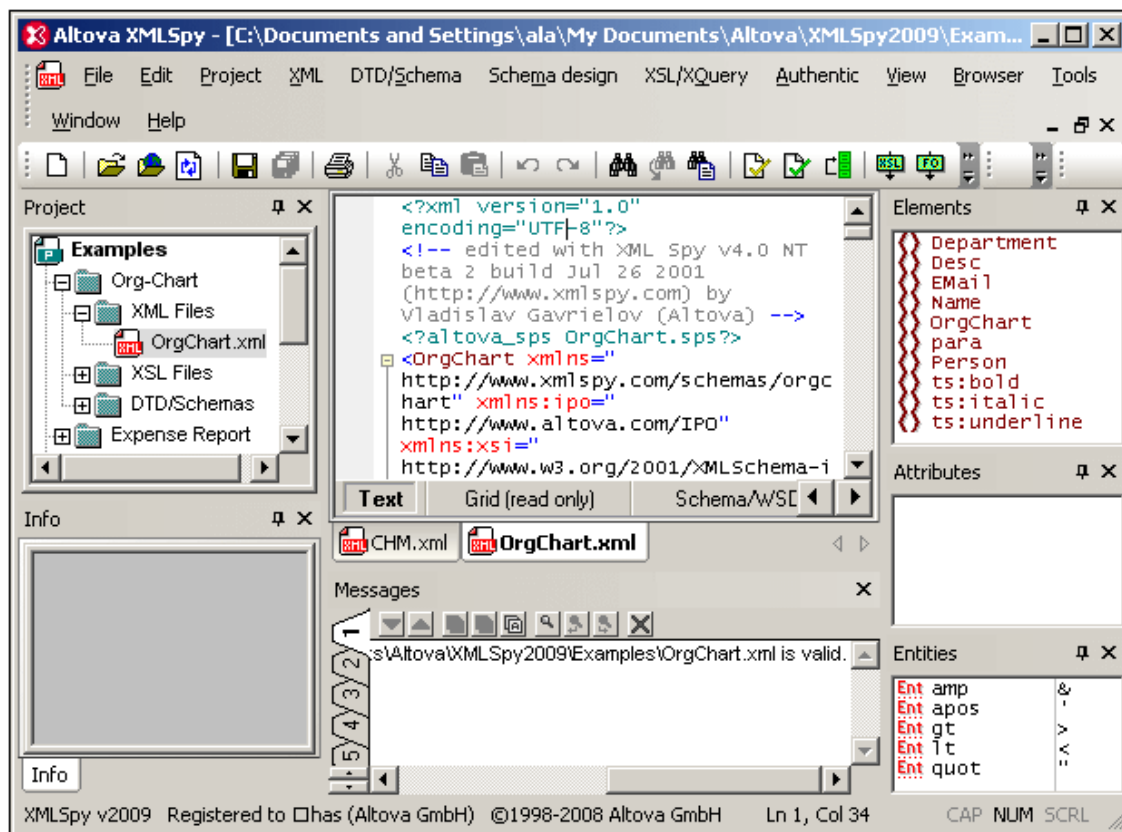 Altova XMLSpy - [C:\Documents and Settings\ala\My Documents\Altova\XMLSpy2009\Exam...
File Edit Project XML DTD/Schema Schema design XSL/XQuery Authentic View Browser Tools
Window Help
XSL FO
Project
Examples
Org-Chart
XML Files
OrgChart.xml
XSL Files
DTD/Schemas
Expense Report
Info
Info
<?xml version="1.0"
encoding="UTF-8"?>
<!-- edited with XML Spy v4.0 NT
beta 2 build Jul 26 2001
(http://www.xmlspy.com) by
Vladislav Gavrielov (Altova) -->
<?altova_sps OrgChart.sps?>
<OrgChart xmlns="
http://www.xmlspy.com/schemas/orgc
hart" xmlns:ipo="
http://www.altova.com/IPO"
xmlns:xsi="
http://www.w3.org/2001/XMLSchema-i
Text Grid (read only) Schema/WSD
CHM.xml OrgChart.xml
Messages
1
2
3
4
5
:s\Altova\XMLSpy2009\Examples\OrgChart.xml is valid.
Elements
Department
Desc
EMail
Name
OrgChart
para
Person
ts:bold
ts:italic
ts:underline
Attributes
Entities
Ent amp &
Ent apos '
Ent gt >
Ent lt <
Ent quot "
XMLSpy v2009 Registered to □has (Altova GmbH) ©1998-2008 Altova GmbH Ln 1, Col 34 CAP NUM SCRL